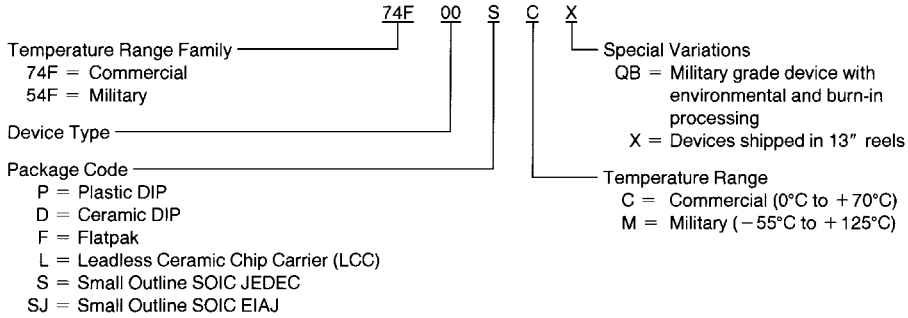 74F 00 S C X
Temperature Range Family
74F = Commercial
54F = Military
Device Type
Package Code
P = Plastic DIP
D = Ceramic DIP
F = Flatpak
L = Leadless Ceramic Chip Carrier (LCC)
S = Small Outline SOIC JEDEC
SJ = Small Outline SOIC EIAJ
Special Variations
QB = Military grade device with
environmental and burn-in
processing
X = Devices shipped in 13″ reels
Temperature Range
C = Commercial (0°C to +70°C)
M = Military (−55°C to +125°C)